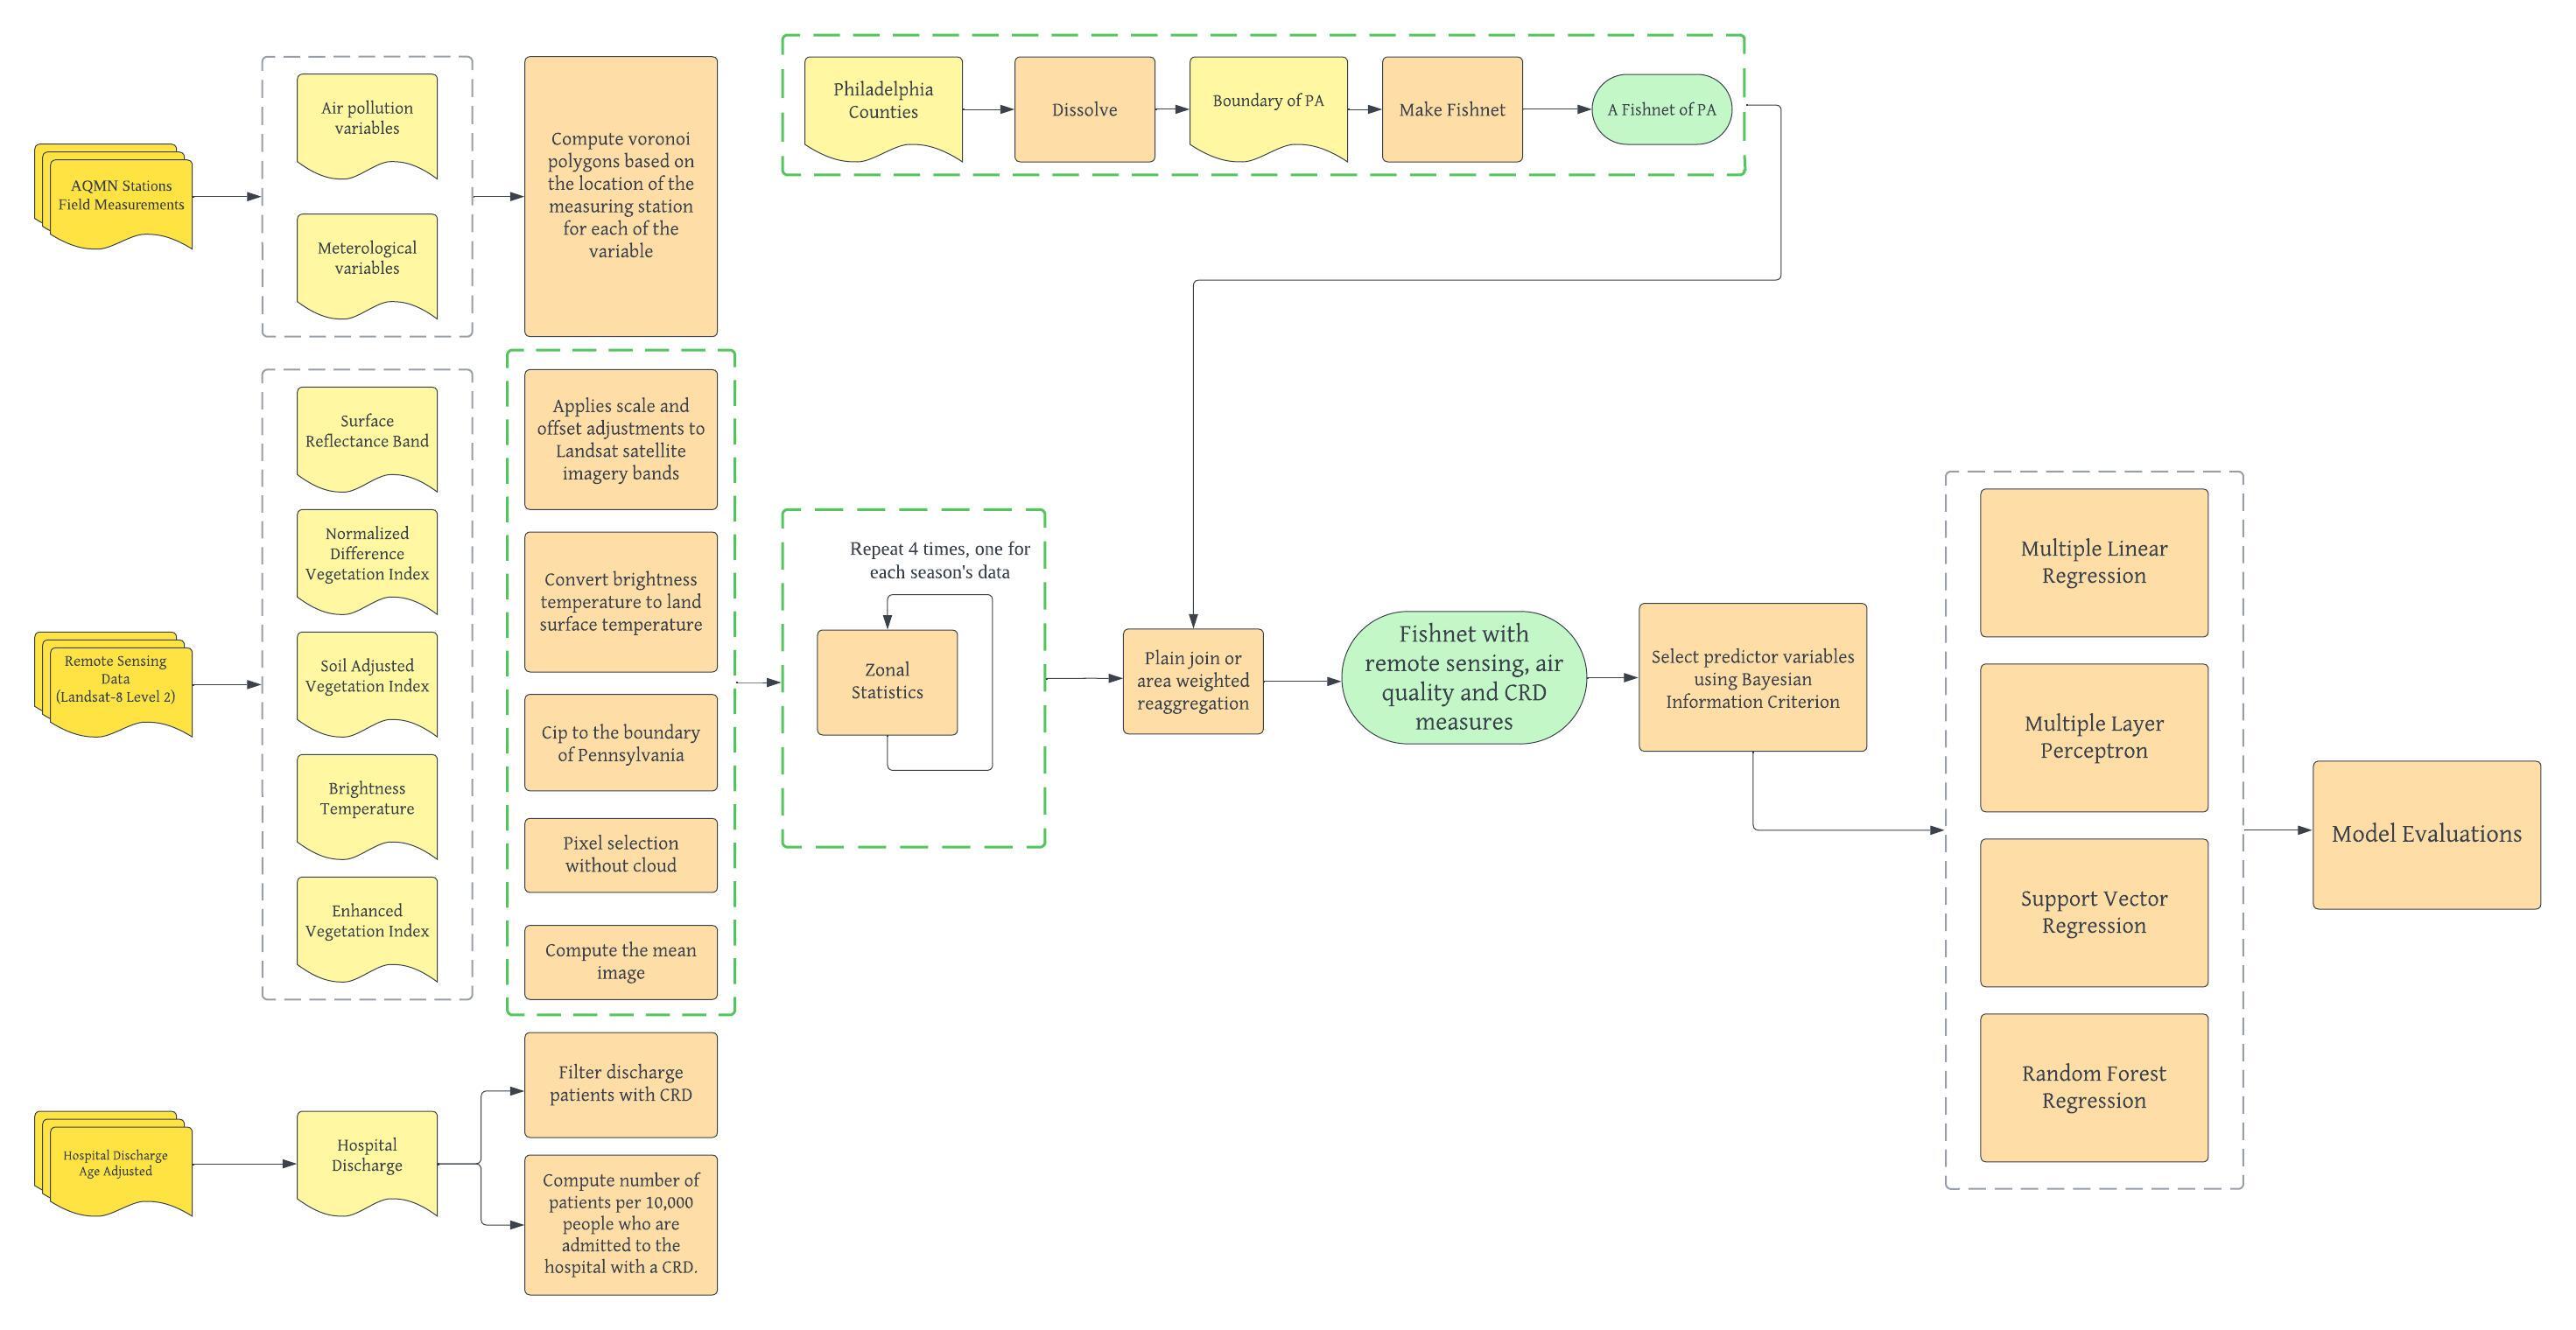 AQMN Stations
Field Measurements
Air pollution
variables
Meterological
variables
Compute voronoi
polygons based on
the location of the
measuring station
for each of the
variable
Philadelphia
Counties
Dissolve
Boundary of PA
Make Fishnet
A Fishnet of PA
Remote Sensing
Data
(Landsat-8 Level 2)
Surface
Reflectance Band
Normalized
Difference
Vegetation Index
Soil Adjusted
Vegetation Index
Brightness
Temperature
Enhanced
Vegetation Index
Applies scale and
offset adjustments to
Landsat satellite
imagery bands
Convert brightness
temperature to land
surface temperature
Cip to the boundary
of Pennsylvania
Pixel selection
without cloud
Compute the mean
image
Repeat 4 times, one for
each season's data
Zonal
Statistics
Plain join or
area weighted
reaggregation
Fishnet with
remote sensing, air
quality and CRD
measures
Select predictor variables
using Bayesian
Information Criterion
Multiple Linear
Regression
Multiple Layer
Perceptron
Support Vector
Regression
Random Forest
Regression
Model Evaluations
Hospital Discharge
Age Adjusted
Hospital
Discharge
Filter discharge
patients with CRD
Compute number of
patients per 10,000
people who are
admitted to the
hospital with a CRD.